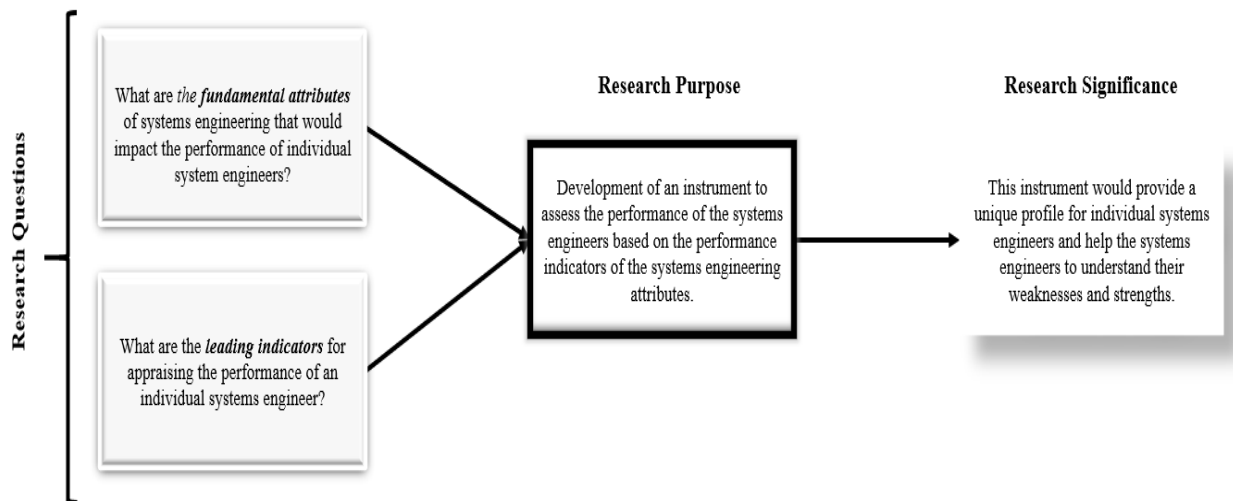 Research Questions
What are the fundamental attributes
of systems engineering that would
impact the performance of individual
system engineers?
What are the leading indicators for
appraising the performance of an
individual systems engineer?
Research Purpose
Development of an instrument to
assess the performance of the systems
engineers based on the performance
indicators of the systems engineering
attributes.
Research Significance
This instrument would provide a
unique profile for individual systems
engineers and help the systems
engineers to understand their
weaknesses and strengths.